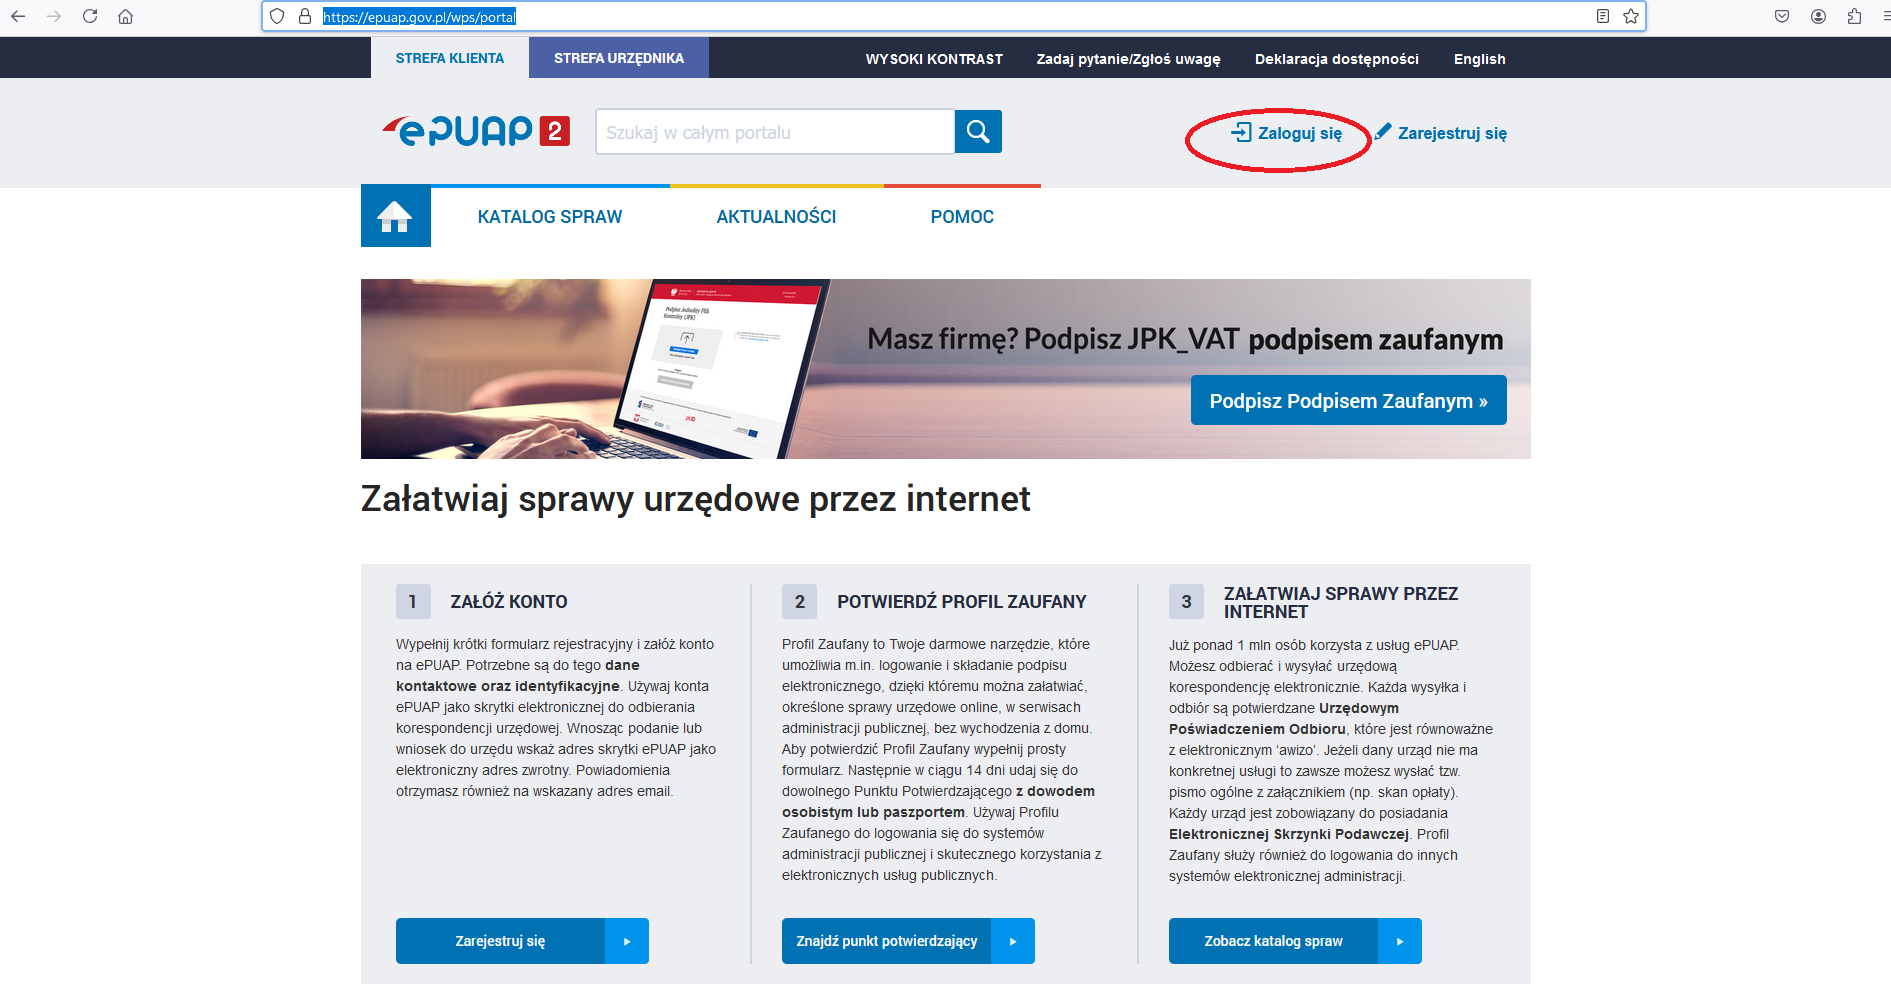 https://epuap.gov.pl/wps/portal
STREFA KLIENTA
STREFA URZĘDNIKA
WYSOKI KONTRAST
Zadaj pytanie/Zgłoś uwagę
Deklaracja dostępności
English
ePUAP 2
Szukaj w całym portalu
Zaloguj się
Zarejestruj się
KATALOG SPRAW
AKTUALNOŚCI
POMOC
Podpisz Jednolity Plik
Kontrolny (JPK)
Masz firmę? Podpisz JPK_VAT podpisem zaufanym
Podpisz Podpisem Zaufanym »
Załatwiaj sprawy urzędowe przez internet
1 ZAŁÓŻ KONTO
Wypełnij krótki formularz rejestracyjny i załóż konto
na ePUAP. Potrzebne są do tego dane
kontaktowe oraz identyfikacyjne. Używaj konta
ePUAP jako skrytki elektronicznej do odbierania
korespondencji urzędowej. Wnosząc podanie lub
wniosek do urzędu wskaż adres skrytki ePUAP jako
elektroniczny adres zwrotny. Powiadomienia
otrzymasz również na wskazany adres email.
Zarejestruj się
2 POTWIERDŹ PROFIL ZAUFANY
Profil Zaufany to Twoje darmowe narzędzie, które
umożliwia m.in. logowanie i składanie podpisu
elektronicznego, dzięki któremu można załatwiać,
określone sprawy urzędowe online, w serwisach
administracji publicznej, bez wychodzenia z domu.
Aby potwierdzić Profil Zaufany wypełnij prosty
formularz. Następnie w ciągu 14 dni udaj się do
dowolnego Punktu Potwierdzającego z dowodem
osobistym lub paszportem. Używaj Profilu
Zaufanego do logowania się do systemów
administracji publicznej i skutecznego korzystania z
elektronicznych usług publicznych.
Znajdź punkt potwierdzający
3 ZAŁATWIAJ SPRAWY PRZEZ
INTERNET
Już ponad 1 mln osób korzysta z usług ePUAP.
Możesz odbierać i wysyłać urzędową
korespondencję elektronicznie. Każda wysyłka i
odbiór są potwierdzane Urzędowym
Poświadczeniem Odbioru, które jest równoważne
z elektronicznym ‘awizo’. Jeżeli dany urząd nie ma
konkretnej usługi to zawsze możesz wysłać tzw.
pismo ogólne z załącznikiem (np. skan opłaty).
Każdy urząd jest zobowiązany do posiadania
Elektronicznej Skrzynki Podawczej. Profil
Zaufany służy również do logowania do innych
systemów elektronicznej administracji.
Zobacz katalog spraw